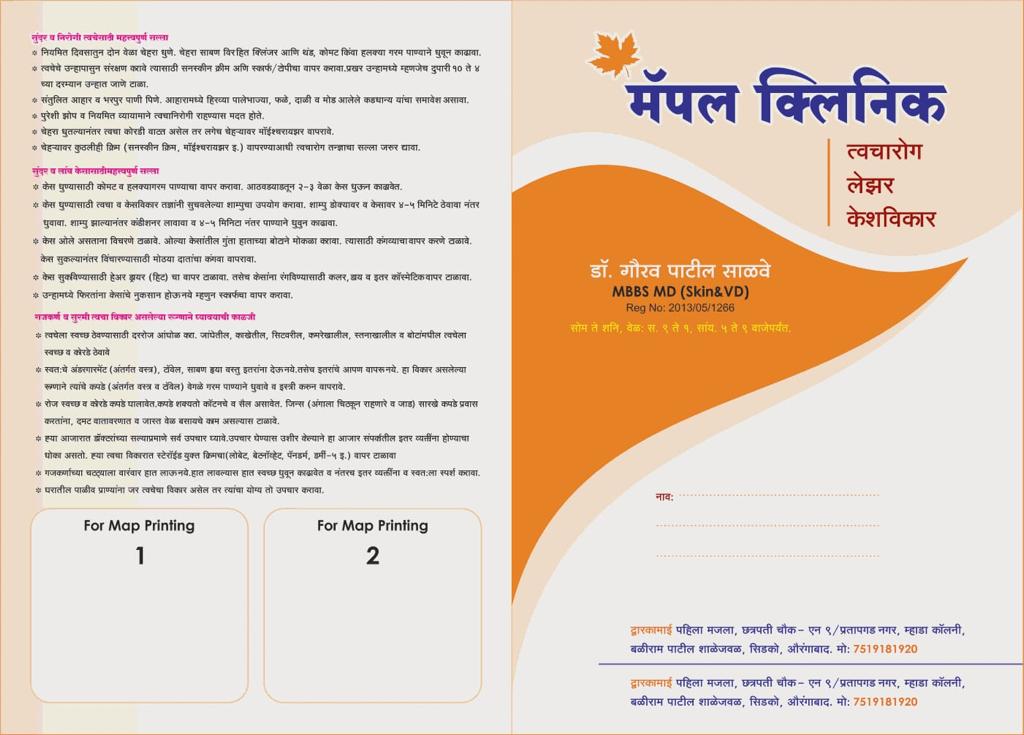 सुंदर व निरोगी त्वचेसाठी महत्त्वपुर्ण सल्ला
❇ नियमित दिवसातुन दोन वेळा चेहरा धुणे. चेहरा साबण विरहित क्लिंजर आणि थंड, कोमट किंवा हलक्या गरम पाण्याने धुवून काढावा.
❇ त्वचेचे उन्हापासुन संरक्षण करावे त्यासाठी सनस्कीन क्रीम अणि स्कार्फ/टोपीचा वापर करावा.प्रखर उन्हामध्ये म्हणजेच दुपारी १० ते ४
च्या दरम्यान उन्हात जाणे टाळा.
❇ संतुलित आहार व भरपुर पाणी पिणे. आहारामध्ये हिरव्या पालेभाज्या, फळे, दाळी व मोड आलेले कडधान्य यांचा समावेश असावा.
❇ पुरेशी झोप व नियमित व्यायामाने त्वचानिरोगी राहण्यास मदत होते.
❇ चेहरा धुतल्यानंतर त्वचा कोरडी वाटत असेल तर लगेच चेहऱ्यावर मॉईश्चरायझर वापरावे.
❇ चेहऱ्यावर कुठलीही क्रिम (सनस्कीन क्रिम, मॉईश्चरायझर इ.) वापरण्याआधी त्वचारोग तन्ज्ञाचा सल्ला जरुर द्यावा.
सुंदर व लांब केसासाठीमहत्त्वपुर्ण सल्ला
❇ केस धुण्यासाठी कोमट व हलक्यागरम पाण्याचा वापर करावा. आठवडयाडतून २-३ वेळा केस धुऊन काढावेत.
❇ केस धुण्यासाठी त्वचा व केसविकार तज्ञांनी सुचवलेल्या शाम्पुचा उपयोग करावा. शाम्पु डोक्यावर व केसावर ४-५ मिनिटे ठेवावा नंतर
धुवावा. शाम्पु झाल्यानंतर कंडीशनर लावावा व ४-५ मिनिटा नंतर पाण्याने धुवुन काढावा.
❇ केस ओले असताना विचरणे टाळावे. ओल्या केसांतील गुंता हाताच्या बोटाने मोकळा करावा. त्यासाठी कंगव्याचा वापर करणे टाळावे.
केस सुकल्यानंतर विंचारण्यासाठी मोठया दातांचा कंगवा वापरावा.
❇ केस सुकविण्यासाठी हेअर ड्रायर (हिट) चा वापर टाळावा. तसेच केसांना रंगविण्यासाठी कलर,ड्राय व इतर कॉस्मेटिकवापर टाळावा.
❇ उन्हामध्ये फिरतांना केसांचे नुकसान होऊ नये म्हणुन स्कार्फचा वापर करावा.
गजकर्ण व सुरमी त्वचा विकार असलेल्या रूग्णाने घ्यावयाची काळजी
❇ त्वचेला स्वच्छ ठेवण्यासाठी दररोज आंघोळ करा. जांघेतील, काखेतील, सिटवरील, कमरेखालील, स्तनाखालील व बोटांमधील त्वचेला
स्वच्छ व कोरडे ठेवावे
❇ स्वतःचे अंडरगारमेंट (अंतर्गत वस्त्र), टॉवेल, साबण ह्या वस्तु इतरांना देऊ नये.तसेच इतरांचे आपण वापरू नये. हा विकार असलेल्या
रूग्णाने त्यांचे कपडे (अंतर्गत वस्त्र व टॉवेल) वेगळे गरम पाण्याने धुवावे व इस्त्री करुन वापरावे.
❇ रोज स्वच्छ व कोरडे कपडे घालावेत.कपडे शक्यतो कॉटनचे व सैल असावेत. जिन्स (अंगाला चिटकून राहणारे व जाड) सारखे कपडे प्रवास
करतांना, दमट वातावरणात व जास्त वेळ बसायचे काम असल्यास टाळावे.
❇ ह्या आजारात डॉक्टरांच्या सल्याप्रमाणे सर्व उपचार घ्यावे.उपचार घेण्यास उशीर केल्याने हा आजार संपर्कातील इतर व्यक्तींना होण्याचा
धोका असतो. ह्या त्वचा विकारात स्टेरॉईड युक्त क्रिमचा(लोबेट, बेटनोव्हेट, पॅनडर्म, डर्मी-५ इ.) वापर टाळावा
❇ गजकर्णाच्या चट्ट्याला वारंवार हात लाऊ नये.हात लावल्यास हात स्वच्छ धुवून काढावेत व नंतरच इतर व्यक्तींना व स्वतःला स्पर्श करावा.
❇ घरातील पाळीव प्राण्यांना जर त्वचेचा विकार असेल तर त्यांचा योग्य तो उपचार करावा.
For Map Printing
1
For Map Printing
2
मॅपल क्लिनिक
त्वचारोग
लेझर
केशविकार
डॉ. गौरव पाटील साळवे
MBBS MD (Skin&VD)
Reg No: 2013/05/1266
सोम ते शनि, वेळ: स. ९ ते १, सांय. ५ ते ९ वाजेपर्यंत.
नाव:
द्वारकामाई पहिला मजला, छत्रपती चौक- एन ९/प्रतापगड नगर, म्हाडा कॉलनी,
बळीराम पाटील शाळेजवळ, सिडको, औरंगाबाद. मो: 7519181920
द्वारकामाई पहिला मजला, छत्रपती चौक- एन ९/प्रतापगड नगर, म्हाडा कॉलनी,
बळीराम पाटील शाळेजवळ, सिडको, औरंगाबाद. मो: 7519181920